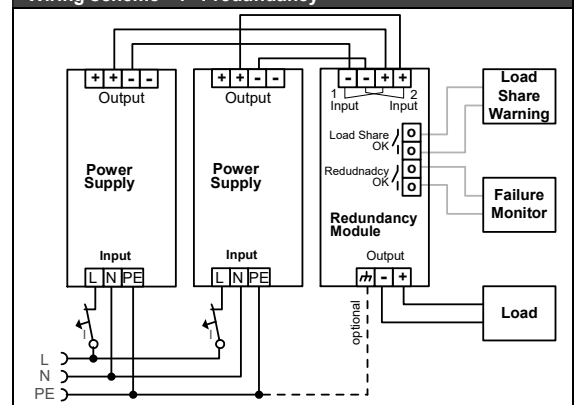 Wiring scheme 1+1 redundancy
+ + - -
Output
+ + - -
Output
- - + +
1 2
Input Input
Load Share
OK
Redudnadcy
OK
o
o
o
o
Load
Share
Warning
Failure
Monitor
Power
Supply
Power
Supply
Redundancy
Module
Input
L N PE
Input
L N PE
Output
- +
optional
Load
I
I
L
N
PE